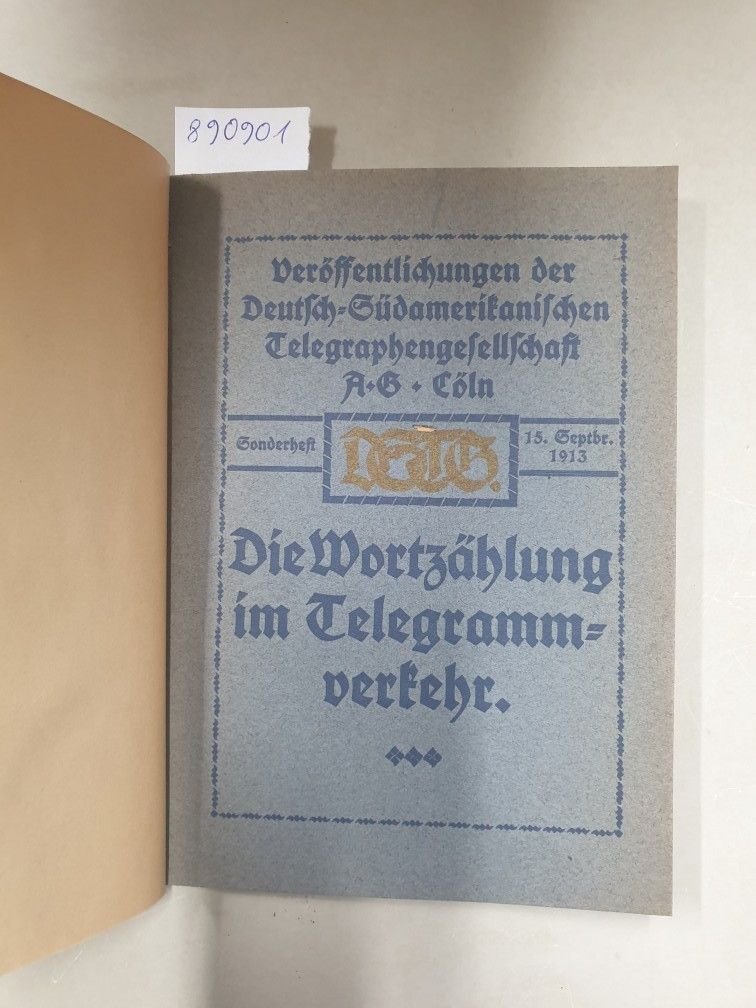 890901
Veröffentlichungen der
Deutsch-Südamerikanischen
Telegraphengesellschaft
A•G • Cöln
Sonderheft
DSTG.
15. Septbr.
1913
Die Wortzählung
im Telegramm-
verkehr.